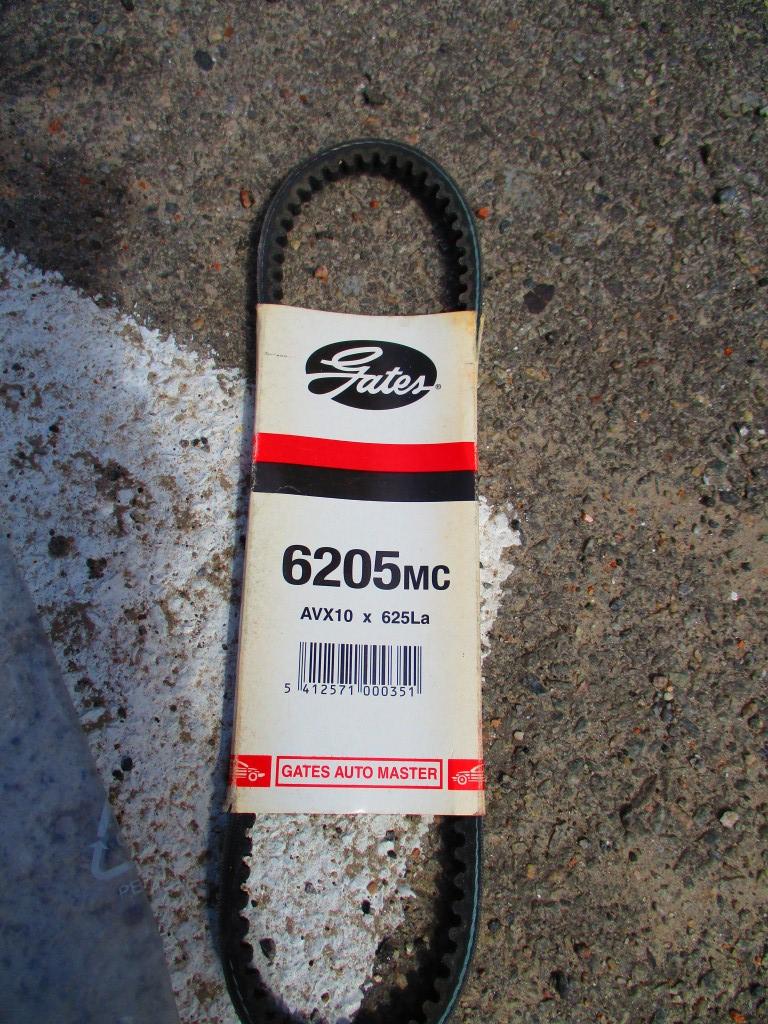 Gates®
6205MC
AVX10 x 625La
5 412571 000351
GATES AUTO MASTER